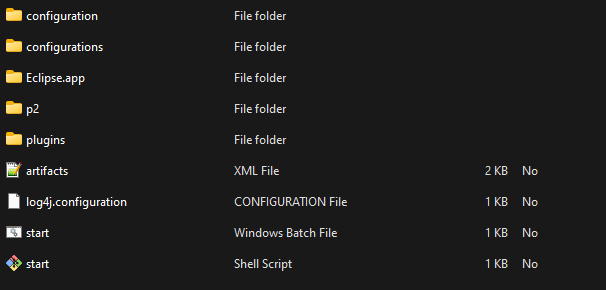 configuration File folder
configurations File folder
Eclipse.app File folder
p2 File folder
plugins File folder
artifacts XML File 2 KB No
log4j.configuration CONFIGURATION File 1 KB No
start Windows Batch File 1 KB No
start Shell Script 1 KB No